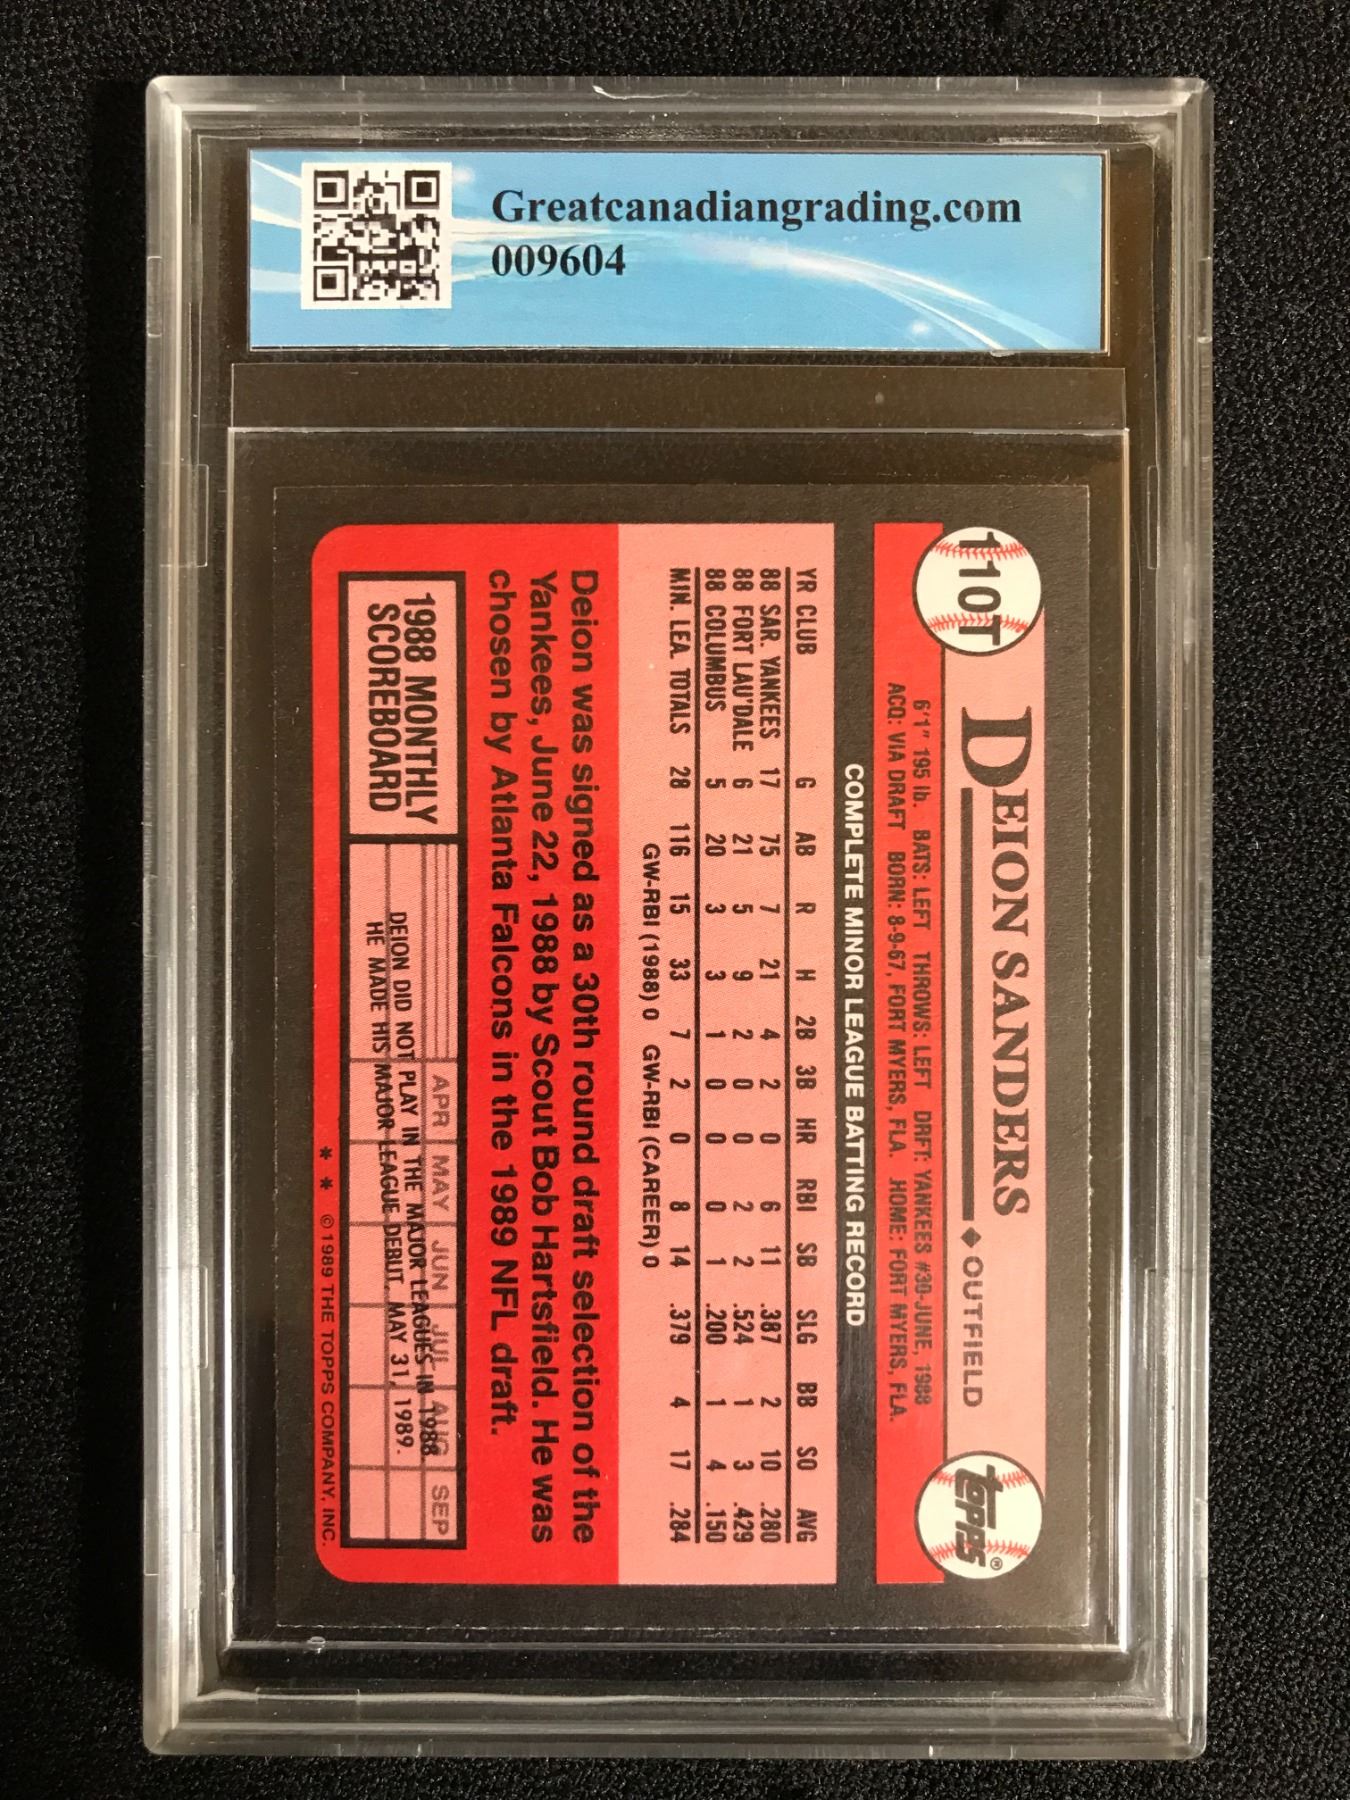 Greatcanadiangrading.com
009604
110T
DEION SANDERS ◆ OUTFIELD
TOPPS®
6'1" 195 lb. BATS: LEFT THROWS: LEFT DRFT: YANKEES #30-JUNE, 1988
ACQ: VIA DRAFT BORN: 8-9-67, FORT MYERS, FLA. HOME: FORT MYERS, FLA.
COMPLETE MINOR LEAGUE BATTING RECORD
YR CLUB G AB R H 2B 3B HR RBI SB SLG BB SO AVG
88 SAR. YANKEES 17 75 7 21 4 2 0 6 11 .387 2 10 .280
88 FORT LAU'DALE 6 21 5 9 2 0 0 2 2 .524 1 3 .429
88 COLUMBUS 5 20 3 3 1 0 0 0 1 .200 1 4 .150
MIN. LEA. TOTALS 28 116 15 33 7 2 0 8 14 .379 4 17 .284
GW-RBI (1988) 0 GW-RBI (CAREER) 0
Deion was signed as a 30th round draft selection of the
Yankees, June 22, 1988 by Scout Bob Hartsfield. He was
chosen by Atlanta Falcons in the 1989 NFL draft.
1988 MONTHLY
SCOREBOARD
APR MAY JUN JUL AUG SEP
DEION DID NOT PLAY IN THE MAJOR LEAGUES IN 1988.
HE MADE HIS MAJOR LEAGUE DEBUT, MAY 31, 1989.
* * ©1989 THE TOPPS COMPANY, INC.